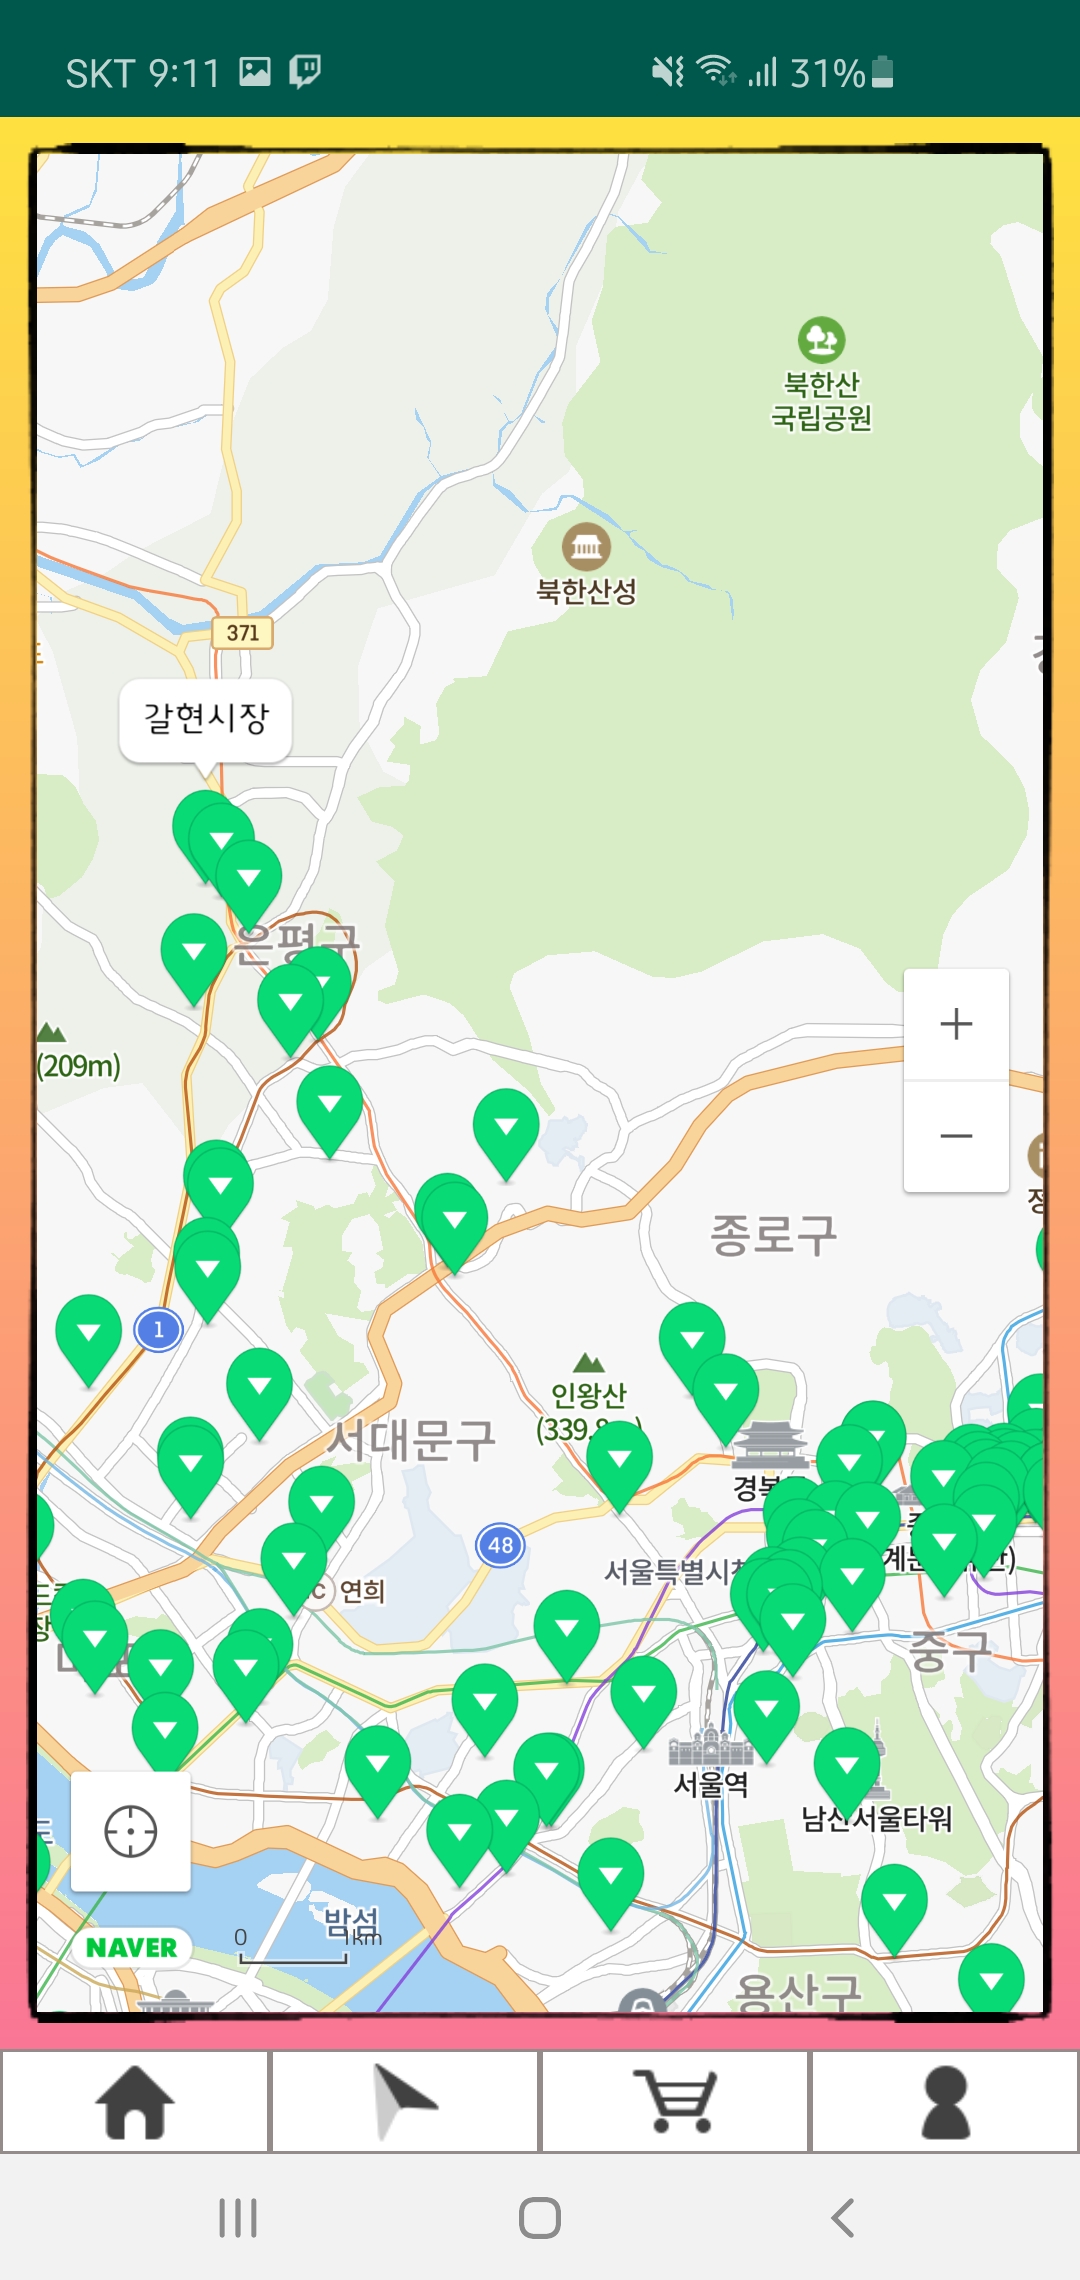 SKT 9:11
31%
북한산
국립공원
북한산성
371
갈현시장
은평구
(209m)
종로구
1
인왕산
(339.
서대문구
경복
48
서울특별시
연희
중구
서울역
남산서울타워
밤섬
NAVER
0 1km
용산구